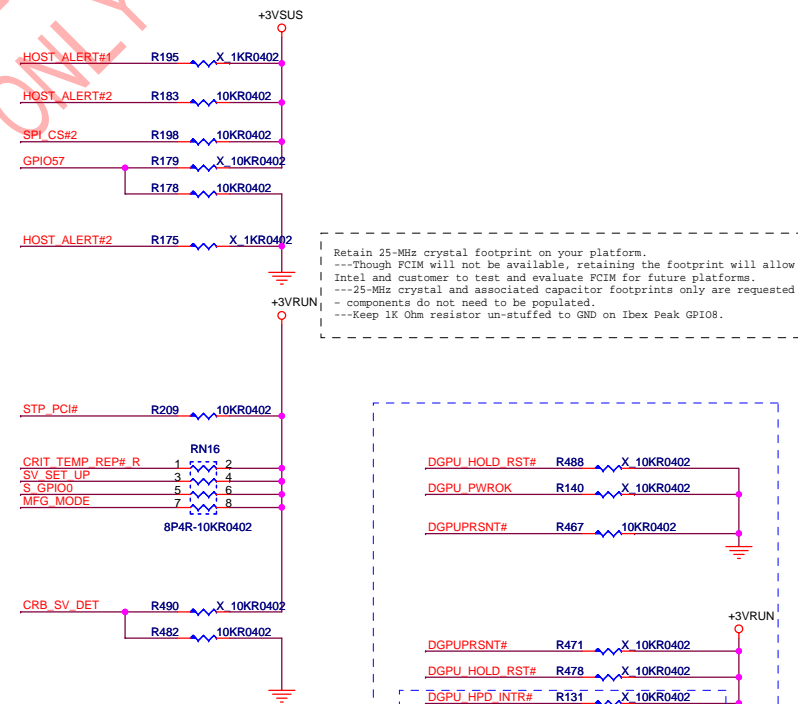 ONLY
+3VSUS
HOST_ALERT#1 R195 X_1KR0402
HOST_ALERT#2 R183 10KR0402
SPI_CS#2 R198 10KR0402
GPIO57 R179 X_10KR0402
R178 10KR0402
HOST_ALERT#2 R175 X_1KR0402
Retain 25-MHz crystal footprint on your platform.
---Though FCIM will not be available, retaining the footprint will allow
Intel and customer to test and evaluate FCIM for future platforms.
---25-MHz crystal and associated capacitor footprints only are requested
- components do not need to be populated.
---Keep 1K Ohm resistor un-stuffed to GND on Ibex Peak GPIO8.
+3VRUN
STP_PCI# R209 10KR0402
RN16
CRIT_TEMP_REP#_R 1 2
SV_SET_UP 3 4
S_GPIO0 5 6
MFG_MODE 7 8
8P4R-10KR0402
CRB_SV_DET R490 X_10KR0402
R482 10KR0402
DGPU_HOLD_RST# R488 X_10KR0402
DGPU_PWROK R140 X_10KR0402
DGPUPRSNT# R467 10KR0402
+3VRUN
DGPUPRSNT# R471 X_10KR0402
DGPU_HOLD_RST# R478 X_10KR0402
DGPU_HPD_INTR# R131 X_10KR0402